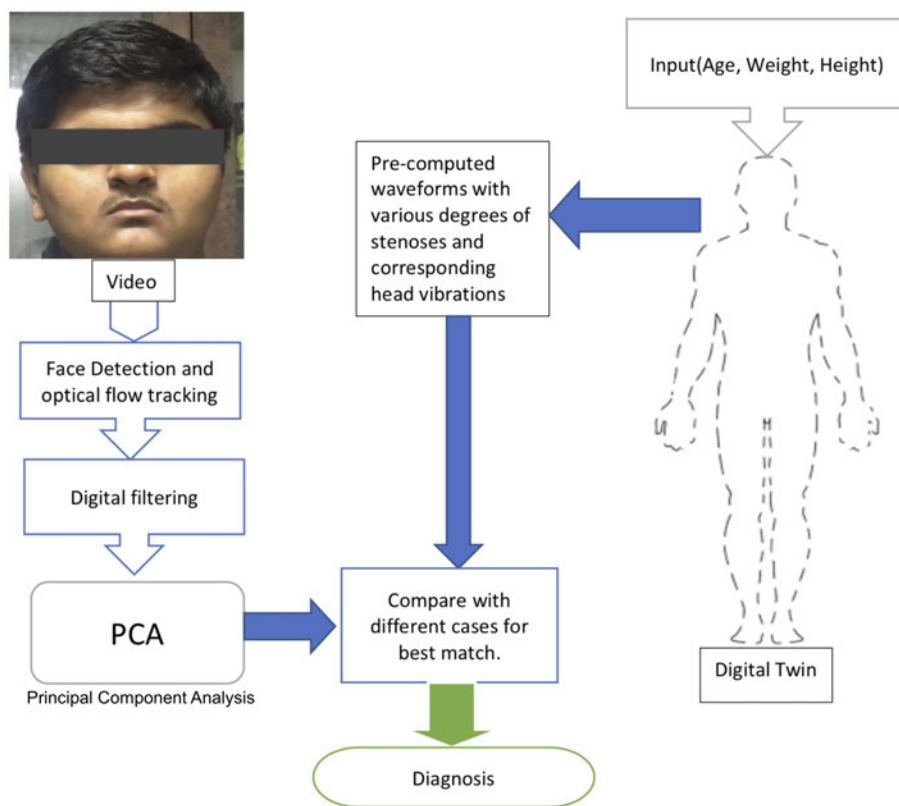 Video
Face Detection and
optical flow tracking
Digital filtering
PCA
Principal Component Analysis
Pre-computed
waveforms with
various degrees of
stenoses and
corresponding
head vibrations
Compare with
different cases for
best match.
Diagnosis
Input(Age, Weight, Height)
Digital Twin